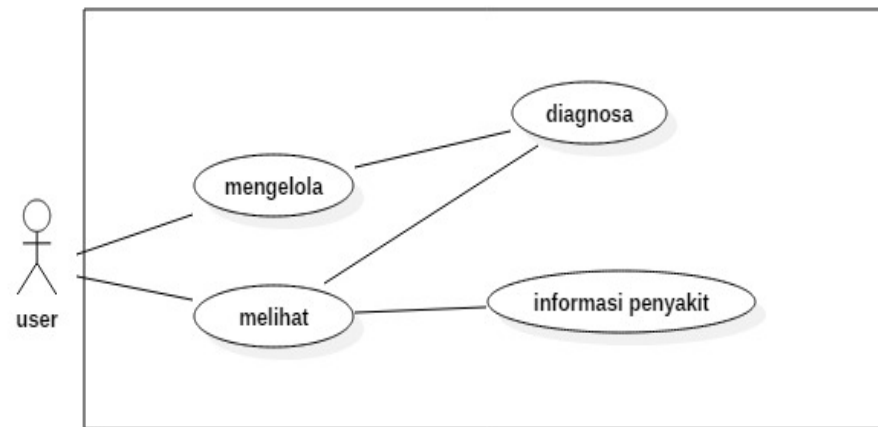 diagnosa
mengelola
user
melihat
informasi penyakit